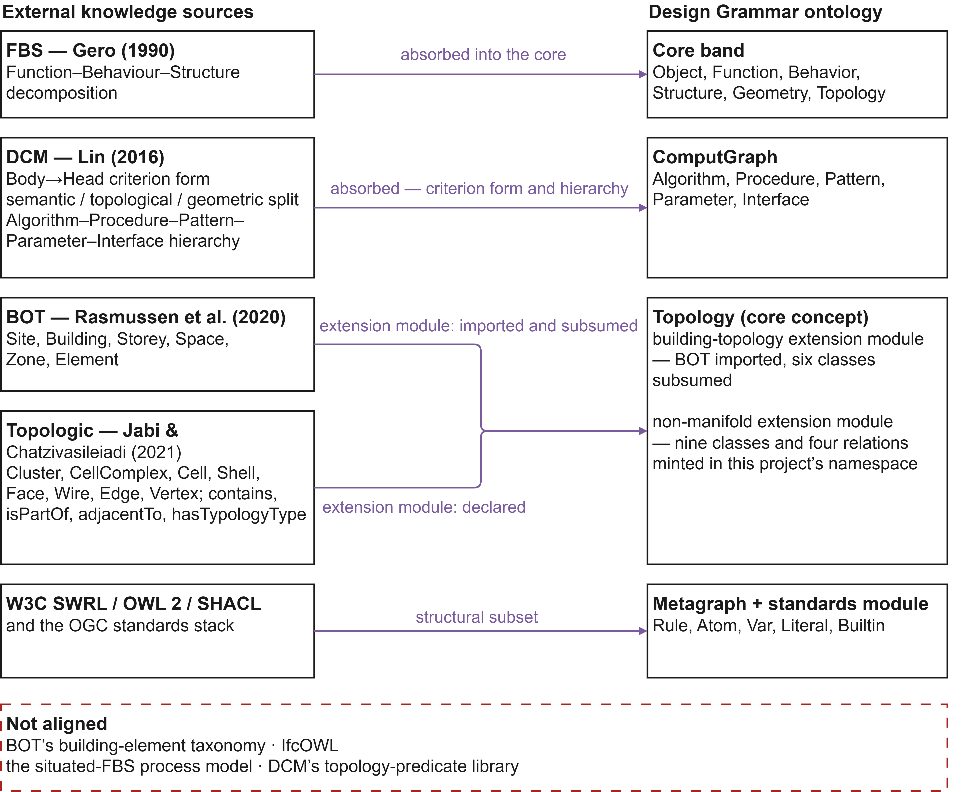 External knowledge sources
Design Grammar ontology
FBS — Gero (1990)
Function–Behaviour–Structure
decomposition
absorbed into the core
Core band
Object, Function, Behavior,
Structure, Geometry, Topology
DCM — Lin (2016)
Body→Head criterion form
semantic / topological / geometric split
Algorithm–Procedure–Pattern–
Parameter–Interface hierarchy
absorbed — criterion form and hierarchy
ComputGraph
Algorithm, Procedure, Pattern,
Parameter, Interface
BOT — Rasmussen et al. (2020)
Site, Building, Storey, Space,
Zone, Element
extension module: imported and subsumed
Topologic — Jabi &
Chatzivasileiadi (2021)
Cluster, CellComplex, Cell, Shell,
Face, Wire, Edge, Vertex; contains,
isPartOf, adjacentTo, hasTypologyType
extension module: declared
Topology (core concept)
building-topology extension module
— BOT imported, six classes
subsumed
non-manifold extension module
— nine classes and four relations
minted in this project's namespace
W3C SWRL / OWL 2 / SHACL
and the OGC standards stack
structural subset
Metagraph + standards module
Rule, Atom, Var, Literal, Builtin
Not aligned
BOT's building-element taxonomy · IfcOWL
the situated-FBS process model · DCM's topology-predicate library